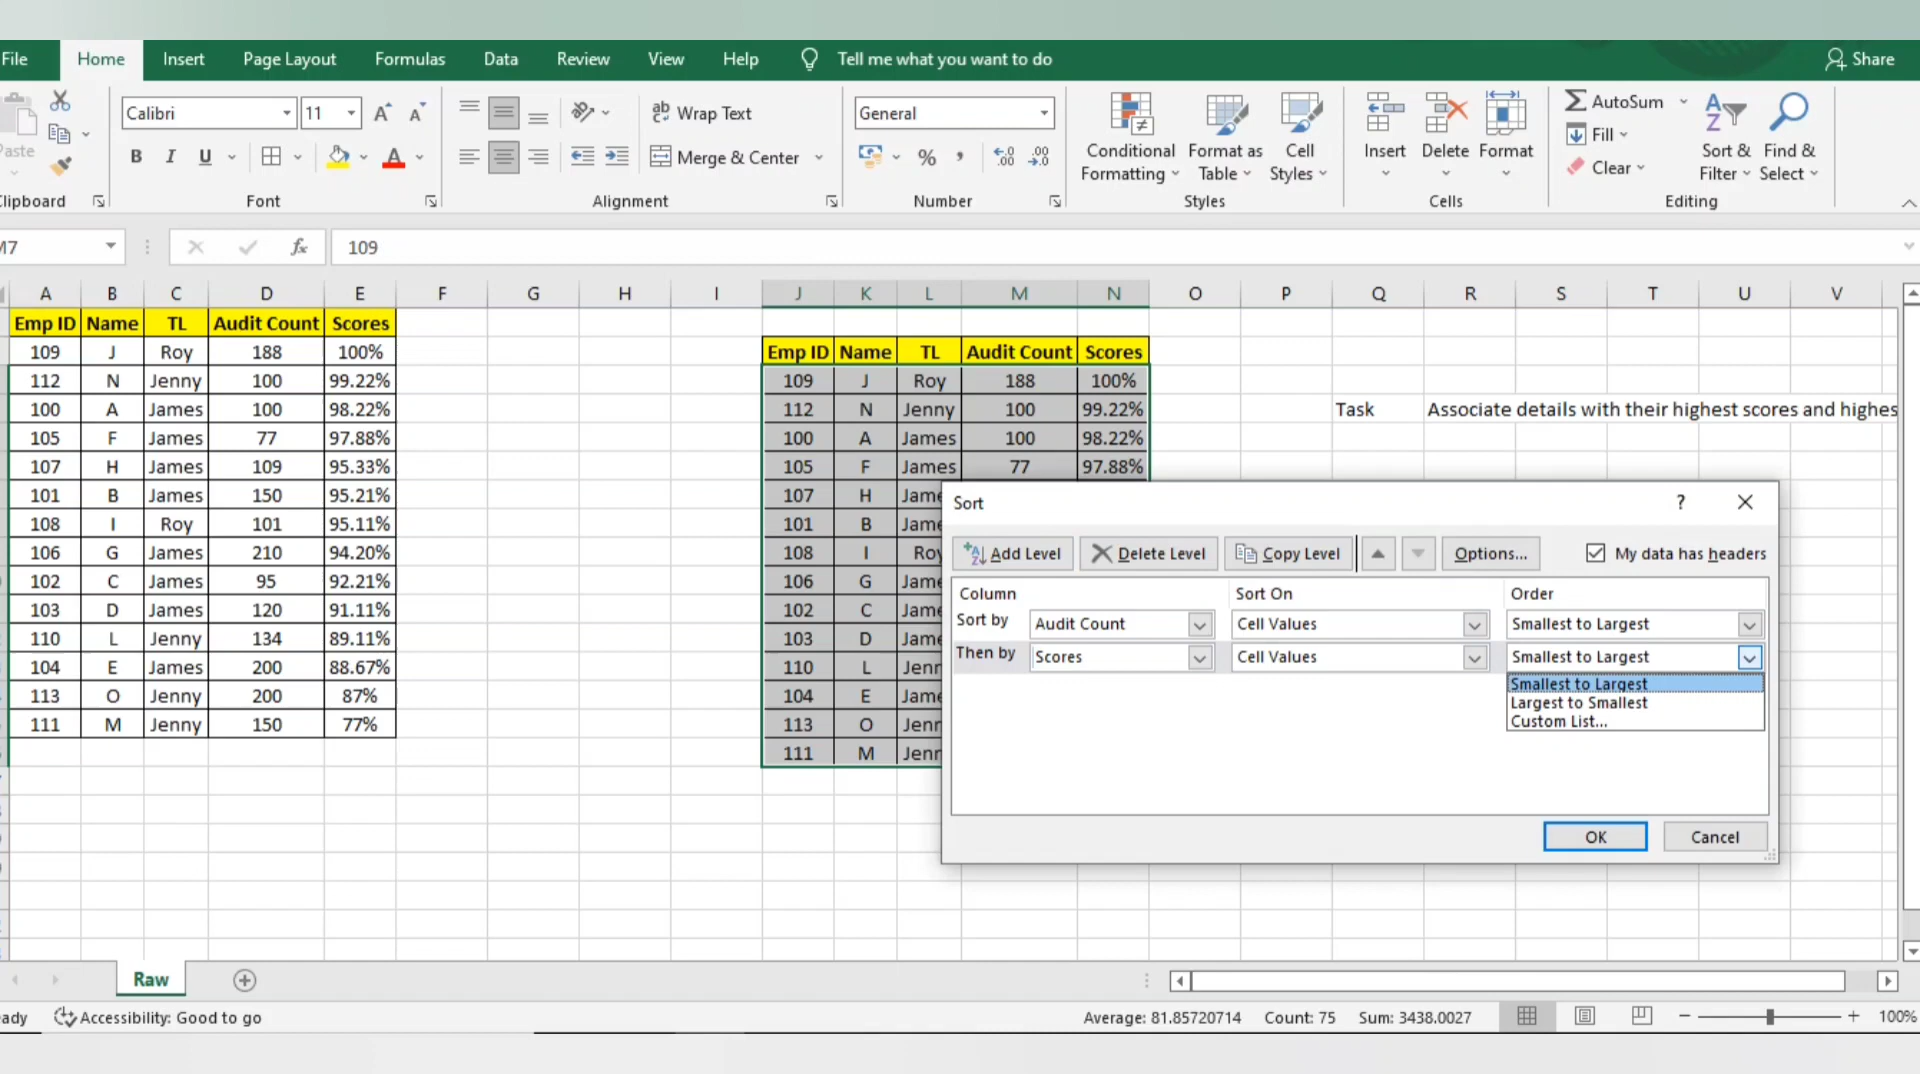 File Home Insert Page Layout Formulas Data Review View Help Tell me what you want to do Share
Calibri 11 Wrap Text General AutoSum
Fill
B I U Merge & Center % Conditional Formatting Format as Table Cell Styles Insert Delete Format Clear Sort & Filter Find & Select
Font Alignment Number Styles Cells Editing
fx 109
A B C D E F G H I J K L M N O P Q R S T U V
Emp ID Name TL Audit Count Scores
109 J Roy 188 100%
112 N Jenny 100 99.22%
100 A James 100 98.22%
105 F James 77 97.88%
107 H James 109 95.33%
101 B James 150 95.21%
108 I Roy 101 95.11%
106 G James 210 94.20%
102 C James 95 92.21%
103 D James 120 91.11%
110 L Jenny 134 89.11%
104 E James 200 88.67%
113 O Jenny 200 87%
111 M Jenny 150 77%
Emp ID Name TL Audit Count Scores
109 J Roy 188 100%
112 N Jenny 100 99.22%
100 A James 100 98.22%
105 F James 77 97.88%
107 H
101 B
108 I
106 G
102 C
103 D
110 L
104 E
113 O
111 M
Task Associate details with their highest scores and
Sort ?
Add Level Delete Level Copy Level Options... My data has headers
Column Sort On Order
Sort by Audit Count Cell Values Smallest to Largest
Then by Scores Cell Values Smallest to Largest
Smallest to Largest
Largest to Smallest
Custom List...
OK Cancel
Raw
Accessibility: Good to go Average: 81.85720714 Count: 75 Sum: 3438.0027 100%